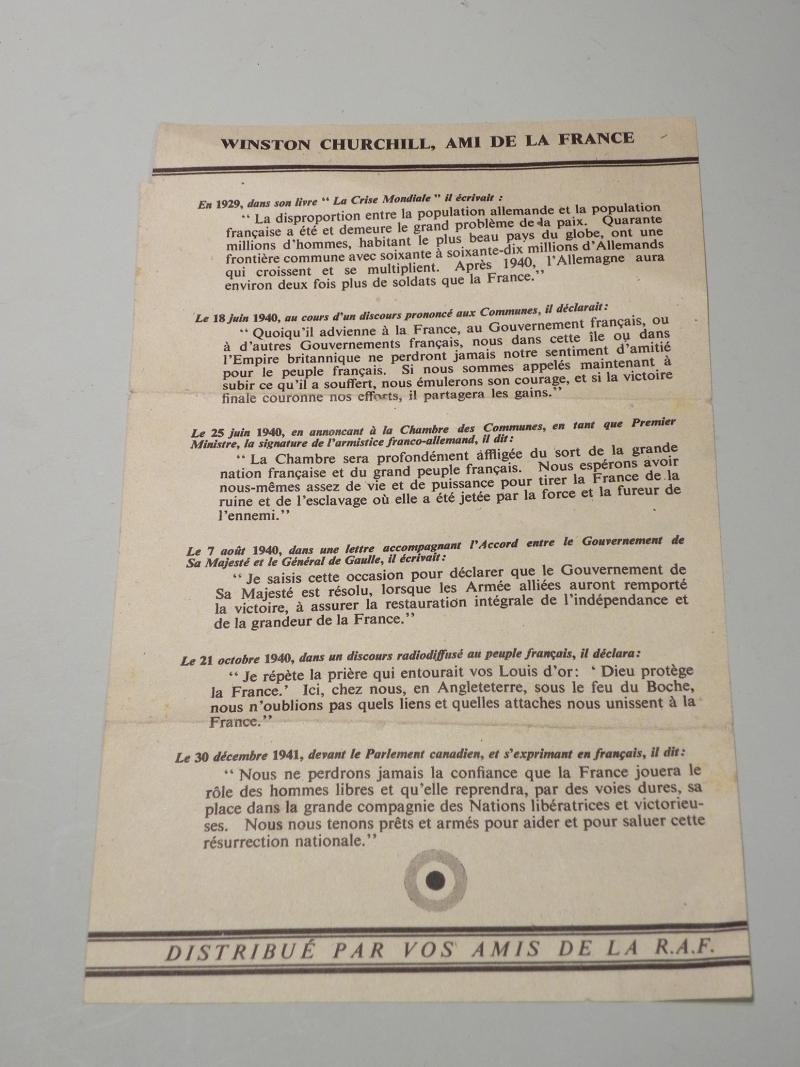 WINSTON CHURCHILL, AMI DE LA FRANCE
En 1929, dans son livre “ La Crise Mondiale ” il écrivait :
“ La disproportion entre la population allemande et la population
française a été et demeure le grand problème de la paix. Quarante
millions d’hommes, habitant le plus beau pays du globe, ont une
frontière commune avec soixante à soixante-dix millions d’Allemands
qui croissent et se multiplient. Après 1940, l’Allemagne aura
environ deux fois plus de soldats que la France.”
Le 18 juin 1940, au cours d’un discours prononcé aux Communes, il déclarait:
“ Quoiqu’il advienne à la France, au Gouvernement français, ou
à d’autres Gouvernements français, nous dans cette île ou dans
l’Empire britannique ne perdront jamais notre sentiment d’amitié
pour le peuple français. Si nous sommes appelés maintenant à
subir ce qu’il a souffert, nous émulerons son courage, et si la victoire
finale couronne nos efforts, il partagera les gains.”
Le 25 juin 1940, en annoncant à la Chambre des Communes, en tant que Premier
Ministre, la signature de l’armistice franco-allemand, il dit:
“ La Chambre sera profondément affligée du sort de la grande
nation française et du grand peuple français. Nous espérons avoir
nous-mêmes assez de vie et de puissance pour tirer la France de la
ruine et de l’esclavage où elle a été jetée par la force et la fureur de
l’ennemi.”
Le 7 août 1940, dans une lettre accompagnant l’Accord entre le Gouvernement de
Sa Majesté et le Général de Gaulle, il écrivait:
“ Je saisis cette occasion pour déclarer que le Gouvernement de
Sa Majesté est résolu, lorsque les Armée alliées auront remporté
la victoire, à assurer la restauration intégrale de l’indépendance et
de la grandeur de la France.”
Le 21 octobre 1940, dans un discours radiodiffusé au peuple français, il déclara:
“ Je répète la prière qui entourait vos Louis d’or: ‘ Dieu protège
la France.’ Ici, chez nous, en Angleteterre, sous le feu du Boche,
nous n’oublions pas quels liens et quelles attaches nous unissent à la
France.”
Le 30 décembre 1941, devant le Parlement canadien, et s’exprimant en français, il dit:
“ Nous ne perdrons jamais la confiance que la France jouera le
rôle des hommes libres et qu’elle reprendra, par des voies dures, sa
place dans la grande compagnie des Nations libératrices et victorieu-
ses. Nous nous tenons prêts et armés pour aider et pour saluer cette
résurrection nationale.”
DISTRIBUÉ PAR VOS AMIS DE LA R.A.F.